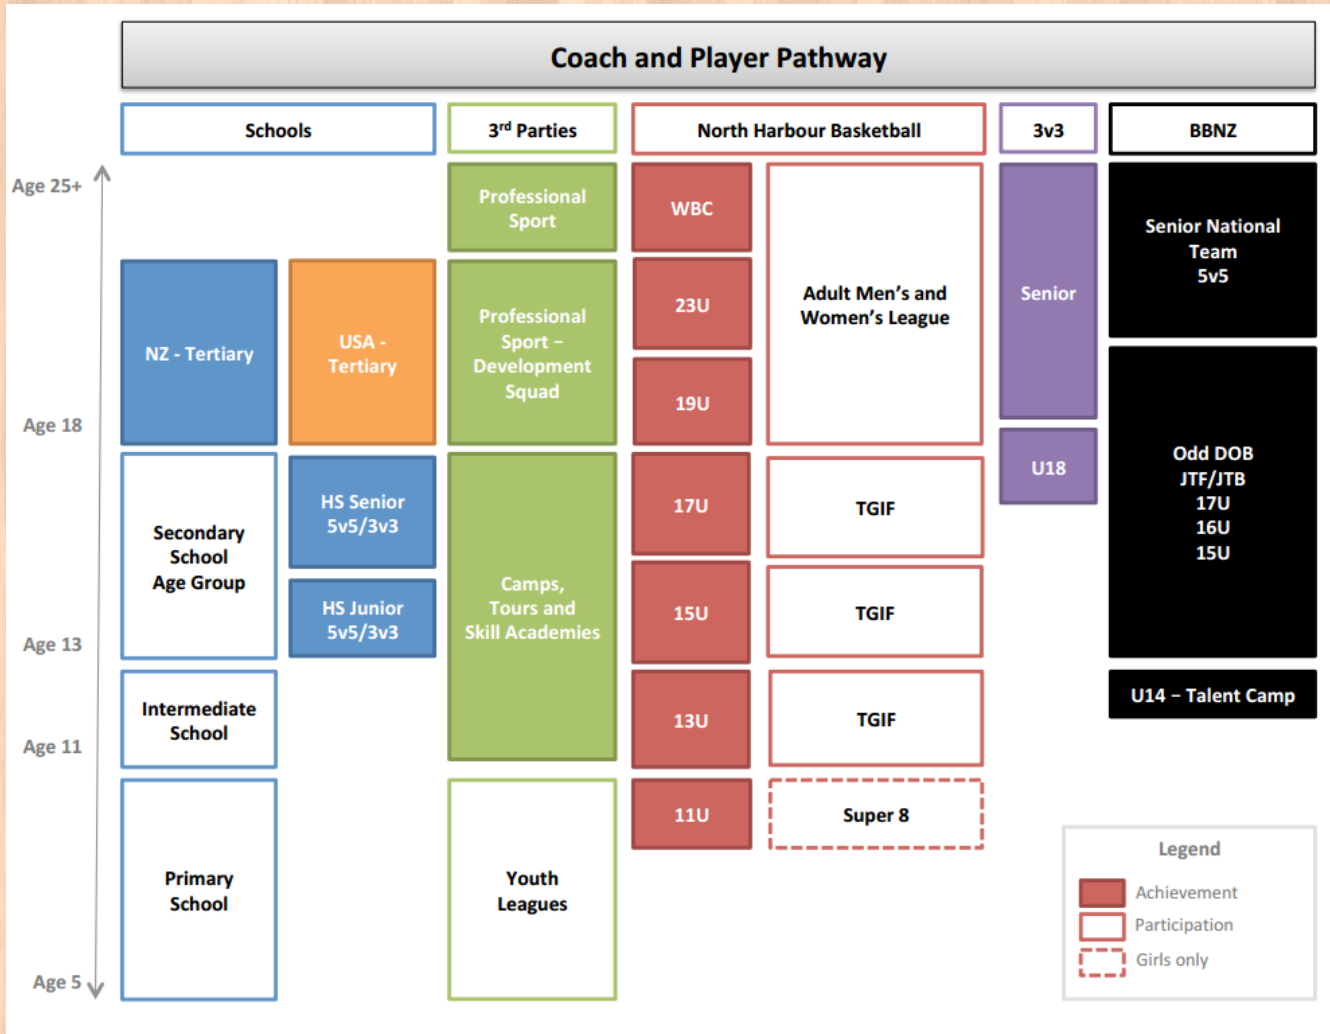 Coach and Player Pathway
Schools
3rd Parties
North Harbour Basketball
3v3
BBNZ
Age 25+
Age 18
Age 13
Age 11
Age 5
NZ - Tertiary
Secondary
School
Age Group
Intermediate
School
Primary
School
USA -
Tertiary
HS Senior
5v5/3v3
HS Junior
5v5/3v3
Professional
Sport
Professional
Sport –
Development
Squad
Camps,
Tours and
Skill Academies
Youth
Leagues
WBC
23U
19U
17U
15U
13U
11U
Adult Men's and
Women's League
TGIF
TGIF
TGIF
Super 8
Senior
U18
Senior National
Team
5v5
Odd DOB
JTF/JTB
17U
16U
15U
U14 – Talent Camp
Legend
Achievement
Participation
Girls only